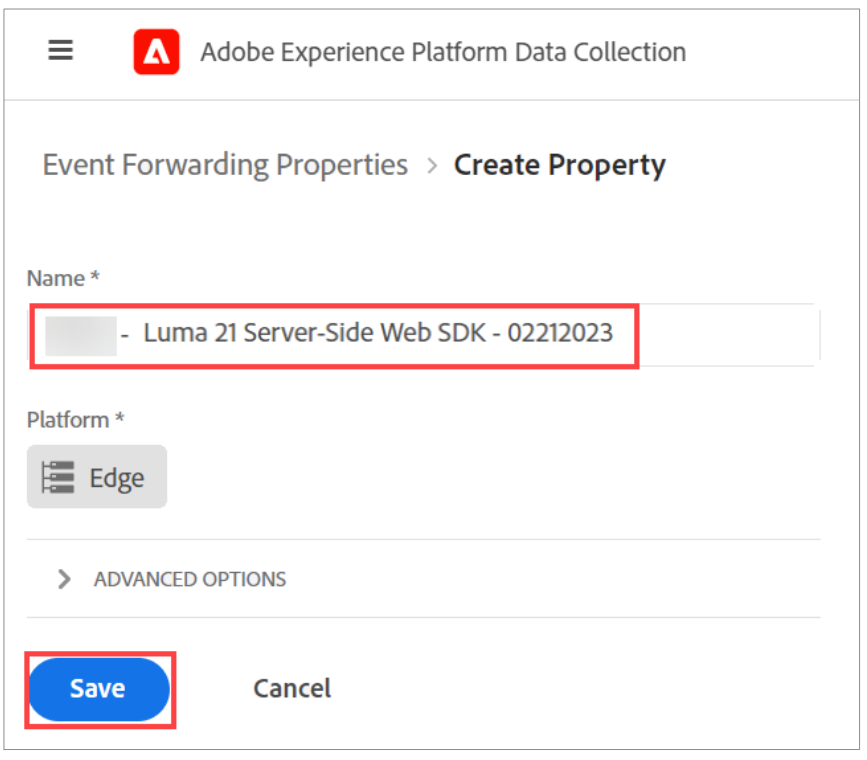 Adobe Experience Platform Data Collection
Event Forwarding Properties > Create Property
Name *
- Luma 21 Server-Side Web SDK - 02212023
Platform *
Edge
ADVANCED OPTIONS
Save Cancel